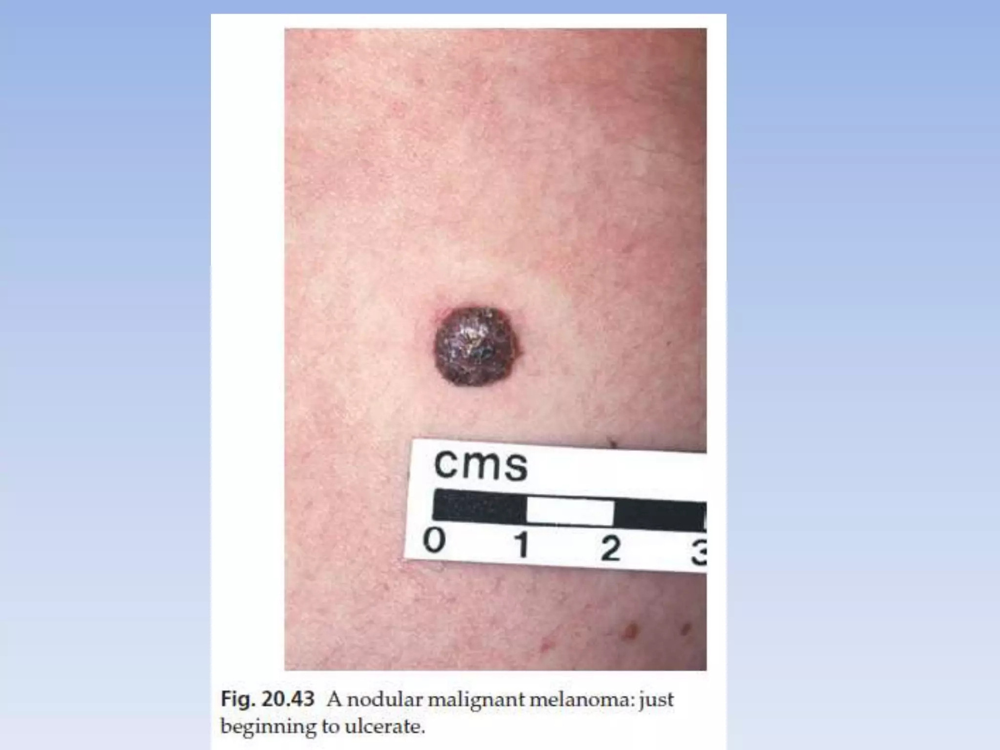 cms
0 1 2 3
Fig. 20.43 A nodular malignant melanoma: just
beginning to ulcerate.